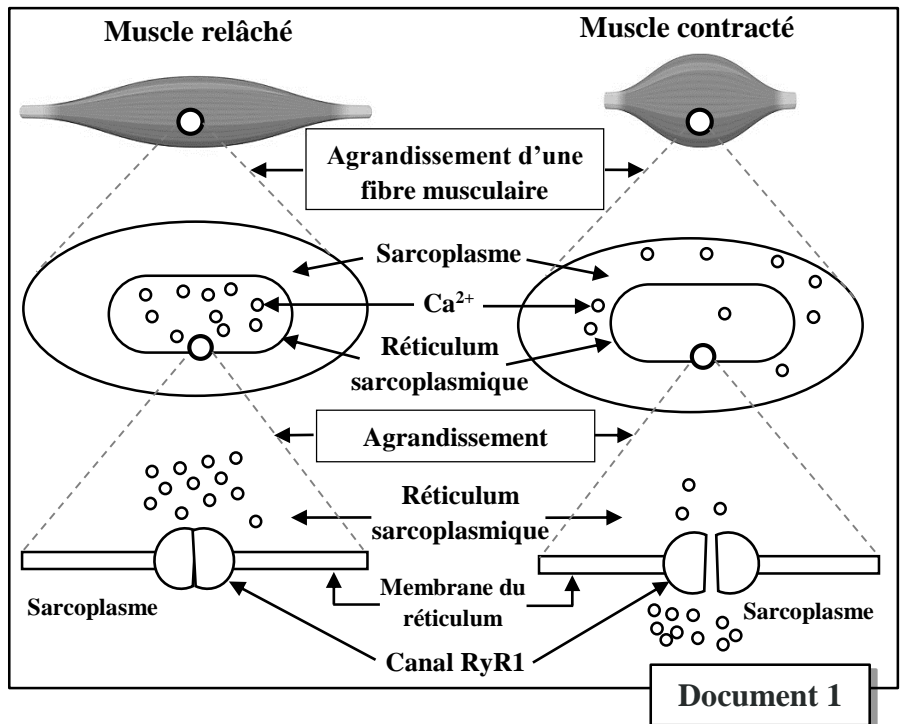 Muscle relâché
Muscle contracté
Agrandissement d'une
fibre musculaire
Sarcoplasme
Ca²⁺
Réticulum
sarcoplasmique
Agrandissement
Réticulum
sarcoplasmique
Membrane du
réticulum
Sarcoplasme
Sarcoplasme
Canal RyR1
Document 1